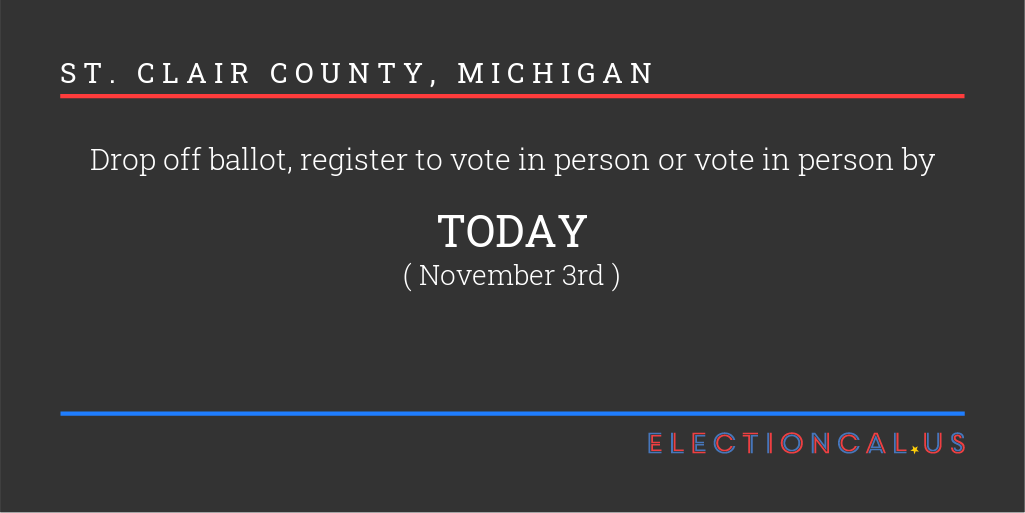 ST. CLAIR COUNTY, MICHIGAN
Drop off ballot, register to vote in person or vote in person by
TODAY
( November 3rd )
ELECTIONCAL.US